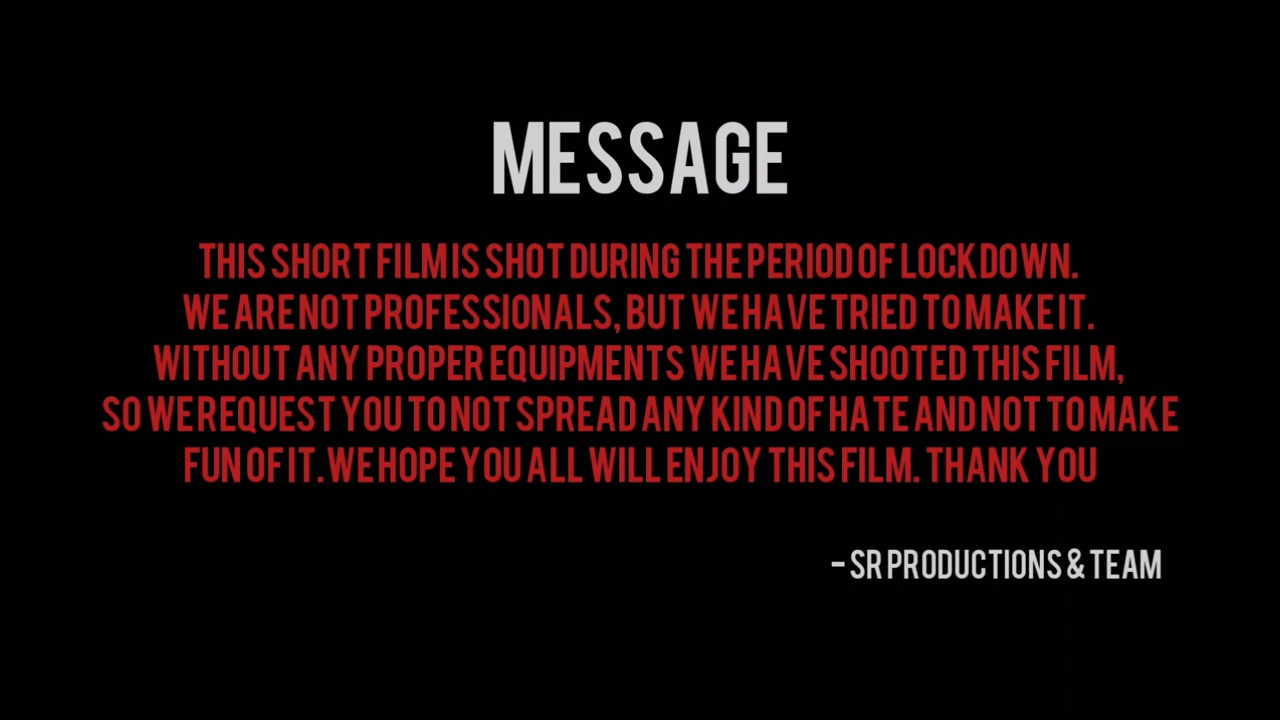 MESSAGE
THIS SHORT FILM IS SHOT DURING THE PERIOD OF LOCKDOWN.
WE ARE NOT PROFESSIONALS, BUT WE HAVE TRIED TO MAKE IT.
WITHOUT ANY PROPER EQUIPMENTS WE HAVE SHOOTED THIS FILM,
SO WE REQUEST YOU TO NOT SPREAD ANY KIND OF HATE AND NOT TO MAKE
FUN OF IT. WE HOPE YOU ALL WILL ENJOY THIS FILM. THANK YOU
- SR PRODUCTIONS & TEAM